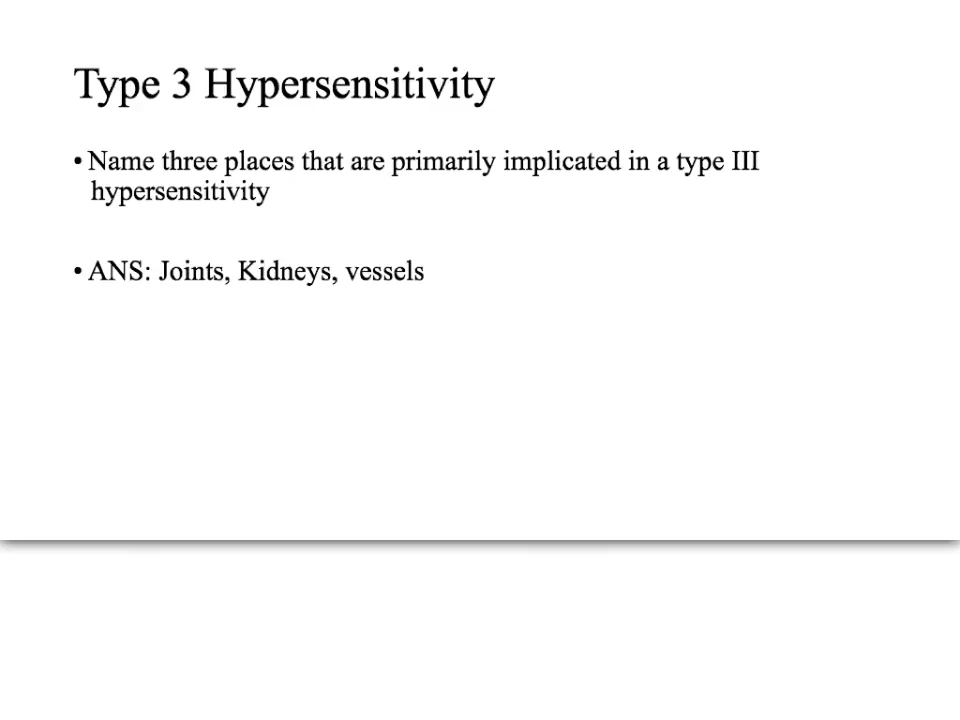 Type 3 Hypersensitivity
• Name three places that are primarily implicated in a type III
hypersensitivity
• ANS: Joints, Kidneys, vessels